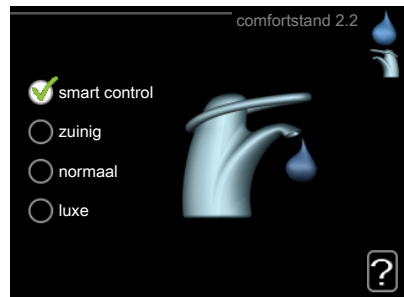 comfortstand 2.2
smart control
zuinig
normaal
luxe
?